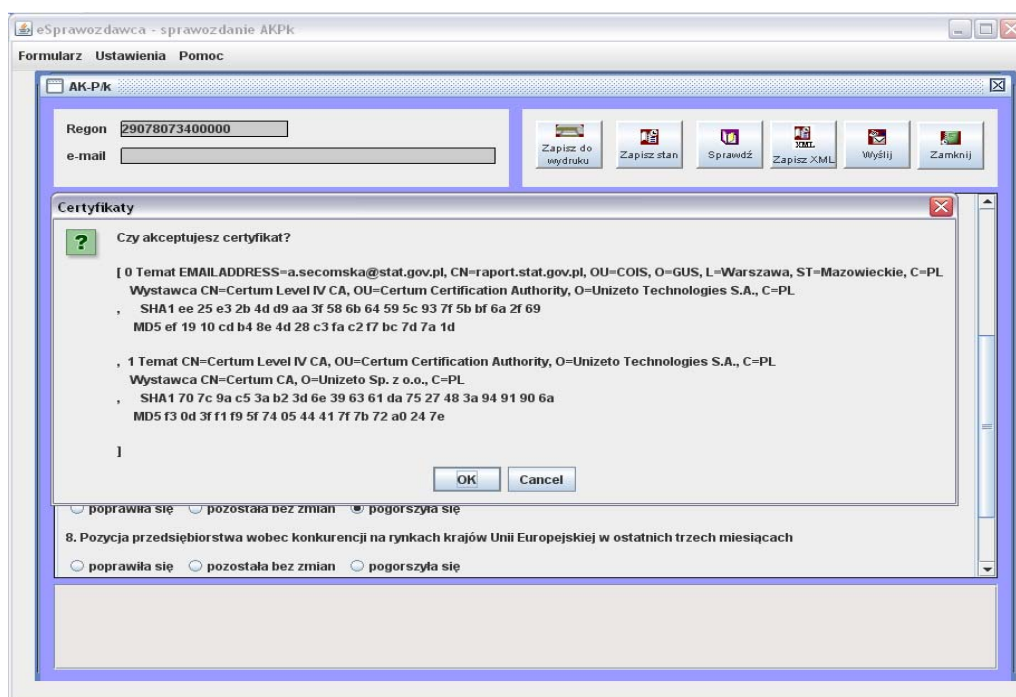 eSprawozdawca - sprawozdanie AKPk
Formularz Ustawienia Pomoc
AK-P/k
Regon 29078073400000
e-mail
Zapisz do wydruku
Zapisz stan
Sprawdź
XML
Zapisz XML
Wyślij
Zamknij
Certyfikaty
Czy akceptujesz certyfikat?
[ 0 Temat EMAILADDRESS=a.secomska@stat.gov.pl, CN=raport.stat.gov.pl, OU=COIS, O=GUS, L=Warszawa, ST=Mazowieckie, C=PL
Wystawca CN=Certum Level IV CA, OU=Certum Certification Authority, O=Unizeto Technologies S.A., C=PL
, SHA1 ee 25 e3 2b 4d d9 aa 3f 58 6b 64 59 5c 93 7f 5b bf 6a 2f 69
MD5 ef 19 10 cd b4 8e 4d 28 c3 fa c2 f7 bc 7d 7a 1d
, 1 Temat CN=Certum Level IV CA, OU=Certum Certification Authority, O=Unizeto Technologies S.A., C=PL
Wystawca CN=Certum CA, O=Unizeto Sp. z o.o., C=PL
, SHA1 70 7c 9a c5 3a b2 3d 6e 39 63 61 da 75 27 48 3a 94 91 90 6a
MD5 f3 0d 3f f1 f9 5f 74 05 44 41 7f 7b 72 a0 24 7e
]
OK Cancel
poprawiła się pozostała bez zmian pogorszyła się
8. Pozycja przedsiębiorstwa wobec konkurencji na rynkach krajów Unii Europejskiej w ostatnich trzech miesiącach
poprawiła się pozostała bez zmian pogorszyła się